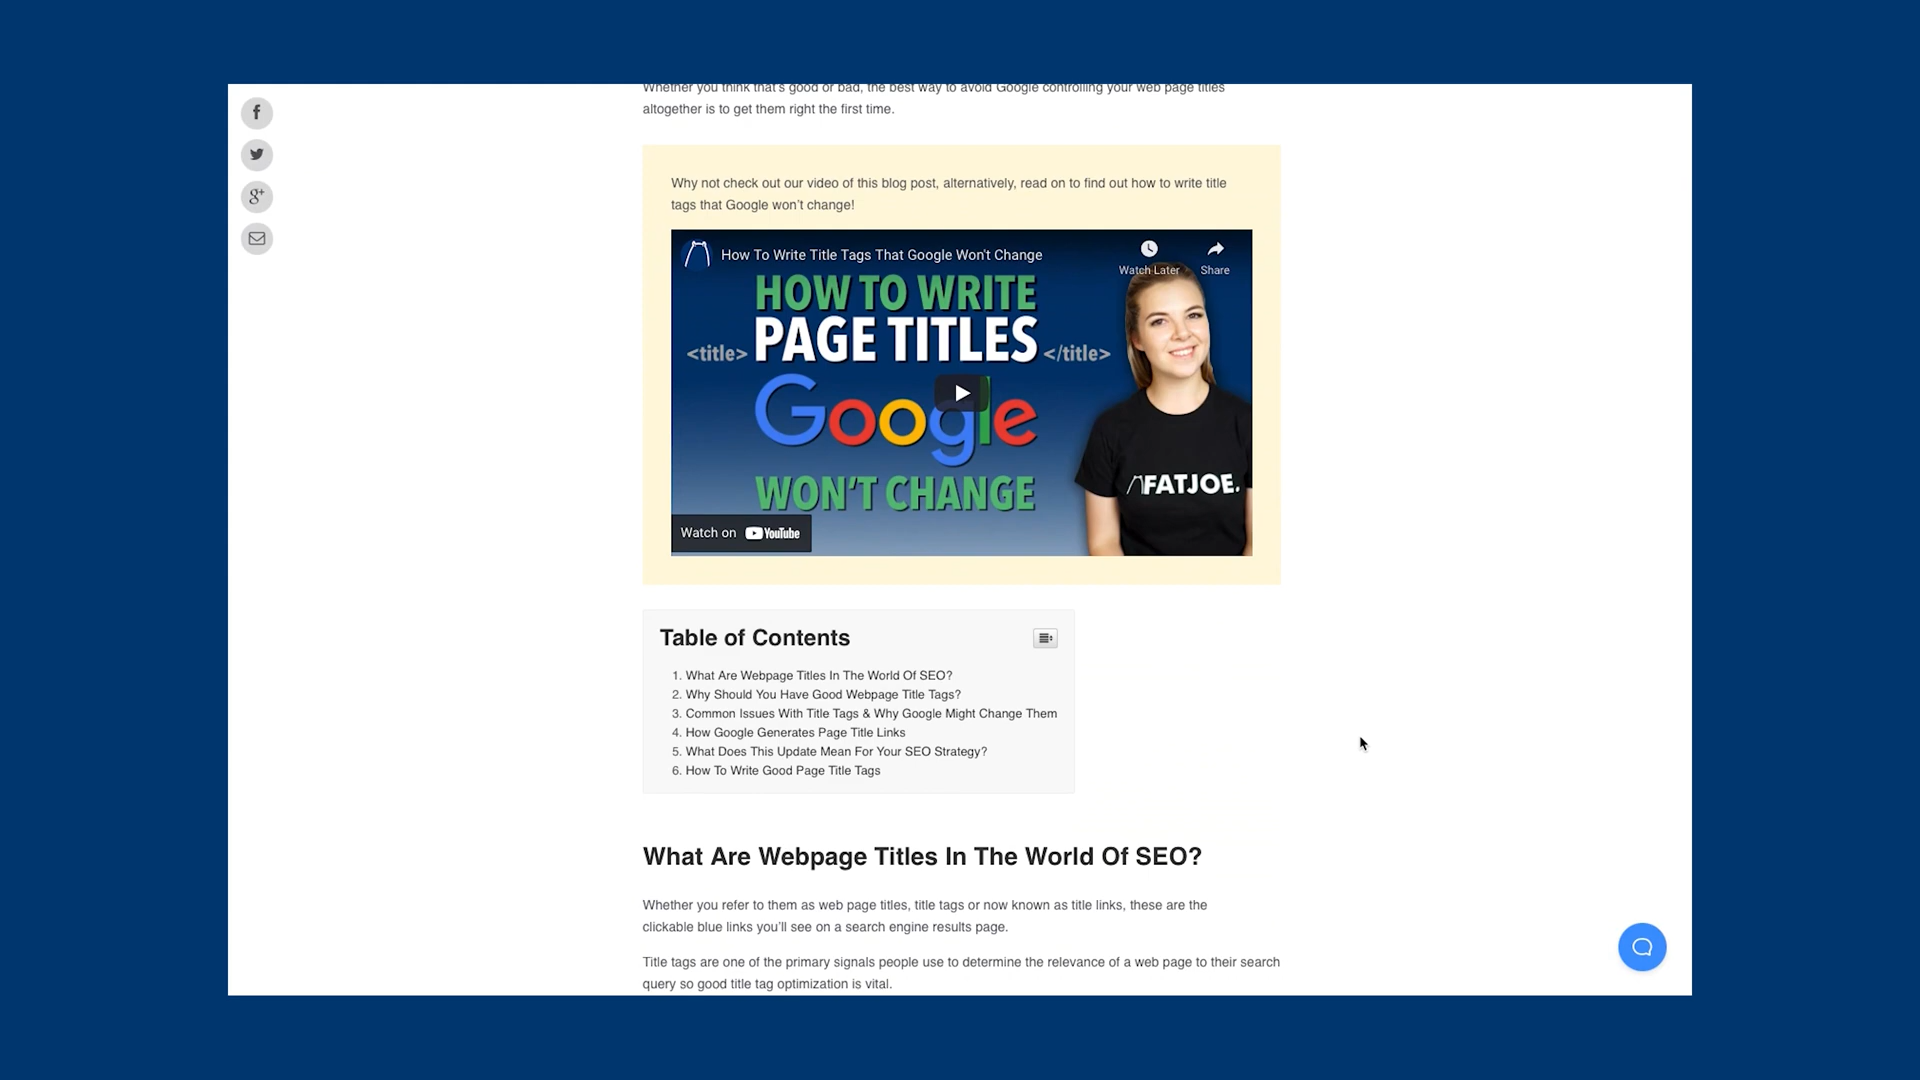 Whether you think that's good or bad, the best way to avoid Google controlling your web page titles
altogether is to get them right the first time.
Why not check out our video of this blog post, alternatively, read on to find out how to write title
tags that Google won't change!
How To Write Title Tags That Google Won't Change
Watch Later
Share
HOW TO WRITE
<title> PAGE TITLES </title>
Google
WON'T CHANGE
FATJOE.
Watch on YouTube
Table of Contents
1. What Are Webpage Titles In The World Of SEO?
2. Why Should You Have Good Webpage Title Tags?
3. Common Issues With Title Tags & Why Google Might Change Them
4. How Google Generates Page Title Links
5. What Does This Update Mean For Your SEO Strategy?
6. How To Write Good Page Title Tags
What Are Webpage Titles In The World Of SEO?
Whether you refer to them as web page titles, title tags or now known as title links, these are the
clickable blue links you'll see on a search engine results page.
Title tags are one of the primary signals people use to determine the relevance of a web page to their search
query so good title tag optimization is vital.